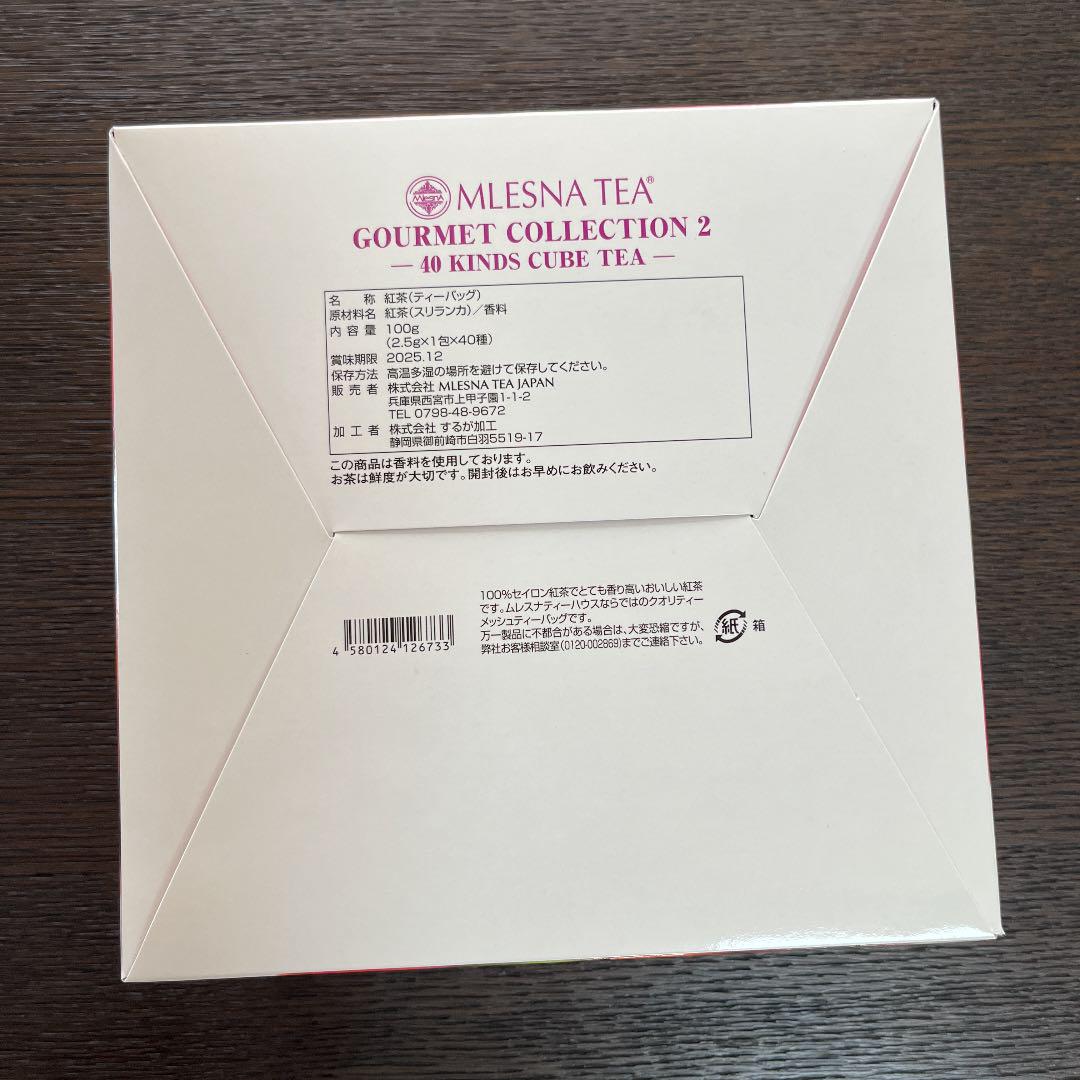 MlesnA
MLESNA TEA®
GOURMET COLLECTION 2
— 40 KINDS CUBE TEA —
名称 紅茶(ティーバッグ)
原材料名 紅茶(スリランカ)/香料
内容量 100g
(2.5g×1包×40種)
賞味期限 2025.12
保存方法 高温多湿の場所を避けて保存してください。
販売者 株式会社 MLESNA TEA JAPAN
兵庫県西宮市上甲子園1-1-2
TEL 0798-48-9672
加工者 株式会社 するが加工
静岡県御前崎市白羽5519-17
この商品は香料を使用しております。
お茶は鮮度が大切です。開封後はお早めにお飲みください。
100%セイロン紅茶でとても香り高いおいしい紅茶
です。ムレスナティーハウスならではのクオリティー
メッシュティーバッグです。
万一製品に不都合がある場合は、大変恐縮ですが、
弊社お客様相談室(0120-002869)までご連絡下さい。
紙 箱
4 580124 126733